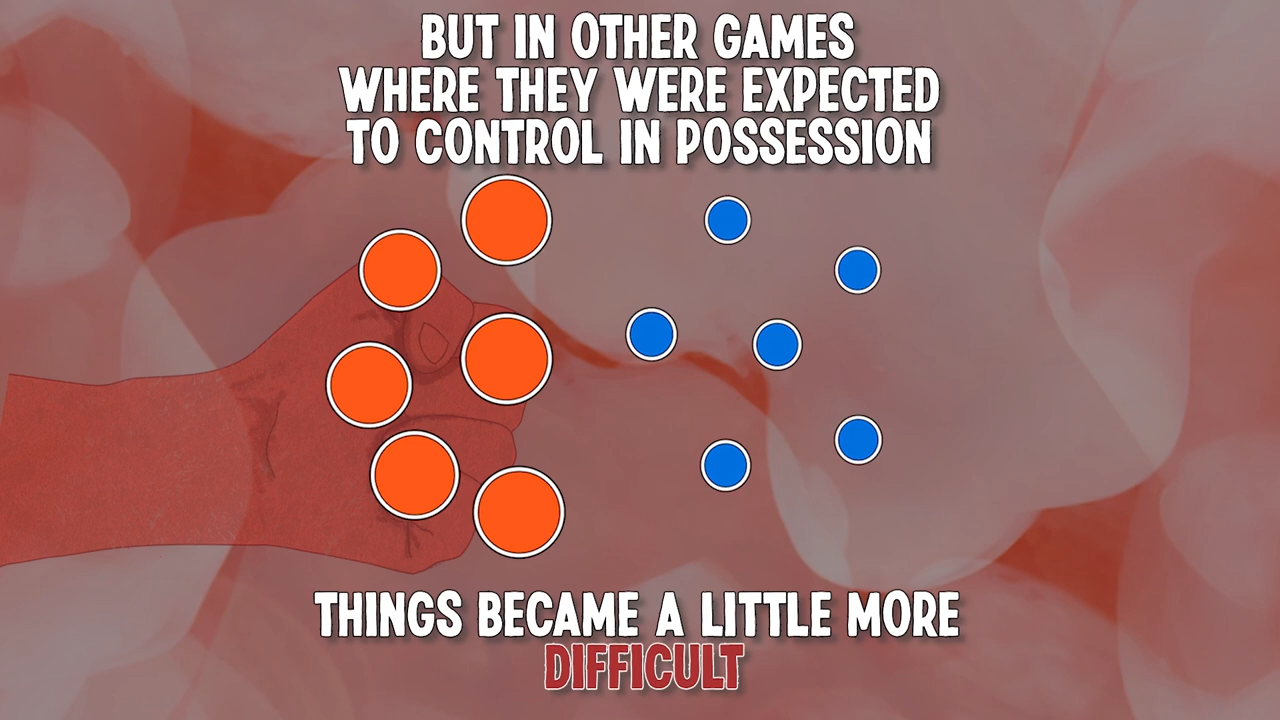 BUT IN OTHER GAMES
WHERE THEY WERE EXPECTED
TO CONTROL IN POSSESSION
THINGS BECAME A LITTLE MORE
DIFFICULT